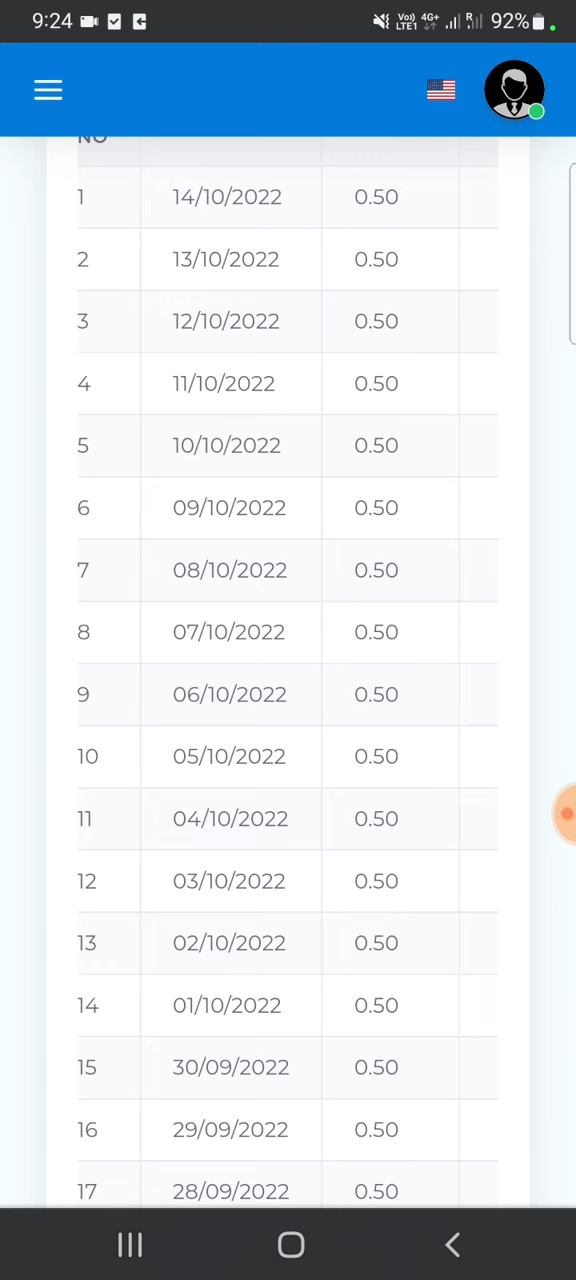 9:24 Vo)) LTE1 4G+ R 92%
NO
1 14/10/2022 0.50
2 13/10/2022 0.50
3 12/10/2022 0.50
4 11/10/2022 0.50
5 10/10/2022 0.50
6 09/10/2022 0.50
7 08/10/2022 0.50
8 07/10/2022 0.50
9 06/10/2022 0.50
10 05/10/2022 0.50
11 04/10/2022 0.50
12 03/10/2022 0.50
13 02/10/2022 0.50
14 01/10/2022 0.50
15 30/09/2022 0.50
16 29/09/2022 0.50
17 28/09/2022 0.50